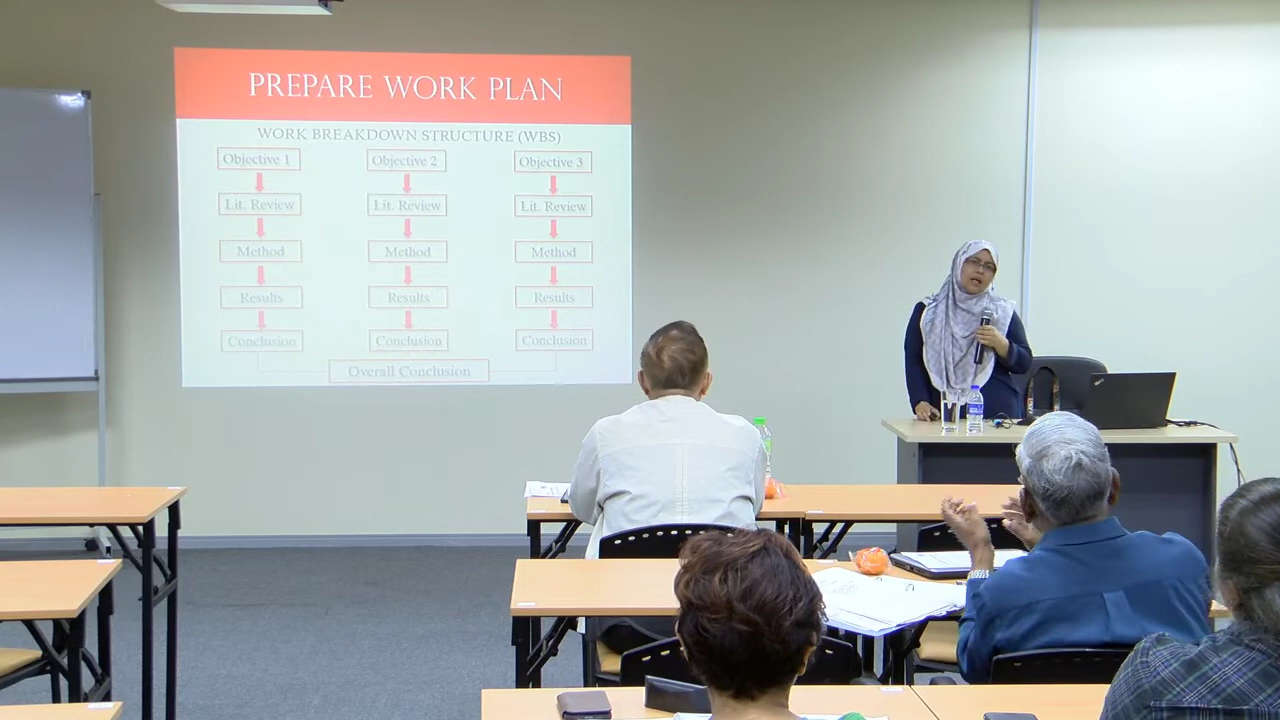 PREPARE WORK PLAN
WORK BREAKDOWN STRUCTURE (WBS)
Objective 1 Objective 2 Objective 3
Lit. Review Lit. Review Lit. Review
Method Method Method
Results Results Results
Conclusion Conclusion Conclusion
Overall Conclusion